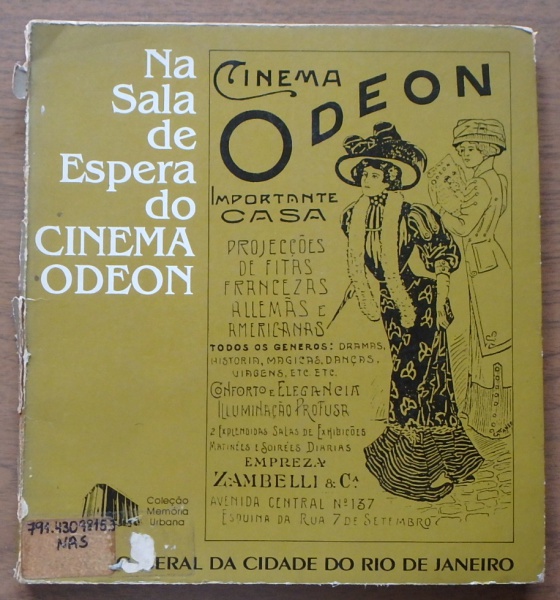 Na
Sala
de
Espera
do
CINEMA
ODEON
CINEMA
ODEON
IMPORTANTE
CASA
PROJECÇÕES
DE FITAS
FRANCEZAS
ALLEMÃS E
AMERICANAS
TODOS OS GENEROS: DRAMAS,
HISTORIA, MAGICAS, DANÇAS,
VIAGENS, ETC. ETC.
CONFORTO E ELEGANCIA
ILLUMINAÇÃO PROFUSA
2 EXPLENDIDAS SALAS DE EXHIBIÇÕES
MATINÉES E SOIRÉES DIARIAS
EMPREZA
ZAMBELLI & Cª
AVENIDA CENTRAL Nº 137
ESQUINA DA RUA 7 DE SETEMBRO
Coleção
Memória
Urbana
NAS
ERAL DA CIDADE DO RIO DE JANEIRO